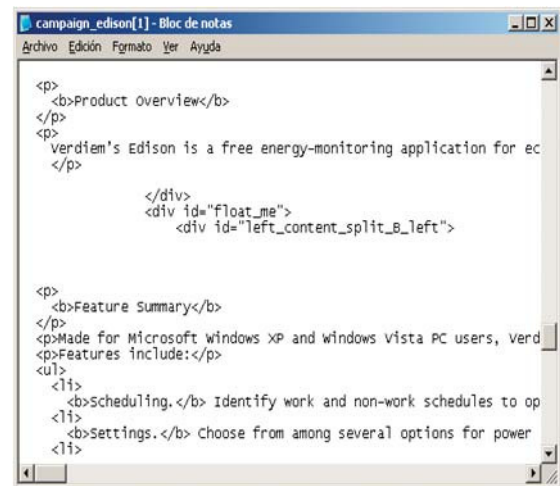 campaign_edison[1] - Bloc de notas
Archivo Edición Formato Ver Ayuda
<p>
<b>Product Overview</b>
</p>
<p>
Verdiem's Edison is a free energy-monitoring application for ec
</p>
</div>
<div id="float_me">
<div id="left_content_split_B_left">
<p>
<b>Feature Summary</b>
</p>
<p>Made for Microsoft Windows XP and Windows Vista PC users, Verd
<p>Features include:</p>
<ul>
<li>
<b>Scheduling.</b> Identify work and non-work schedules to op
<li>
<b>Settings.</b> Choose from among several options for power
<li>